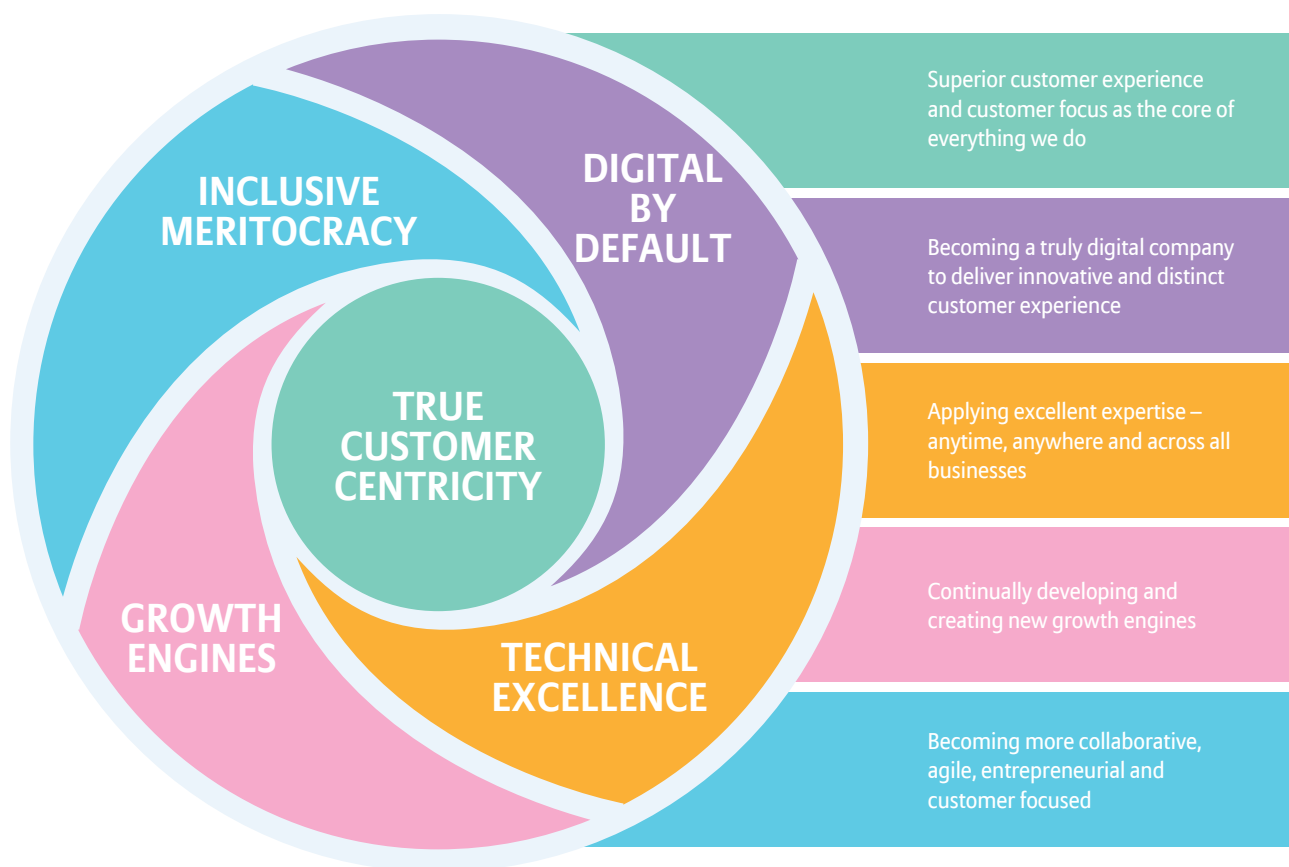 INCLUSIVE
MERITOCRACY
DIGITAL
BY
DEFAULT
TRUE
CUSTOMER
CENTRICITY
GROWTH
ENGINES
TECHNICAL
EXCELLENCE
Superior customer experience
and customer focus as the core of
everything we do
Becoming a truly digital company
to deliver innovative and distinct
customer experience
Applying excellent expertise –
anytime, anywhere and across all
businesses
Continually developing and
creating new growth engines
Becoming more collaborative,
agile, entrepreneurial and
customer focused